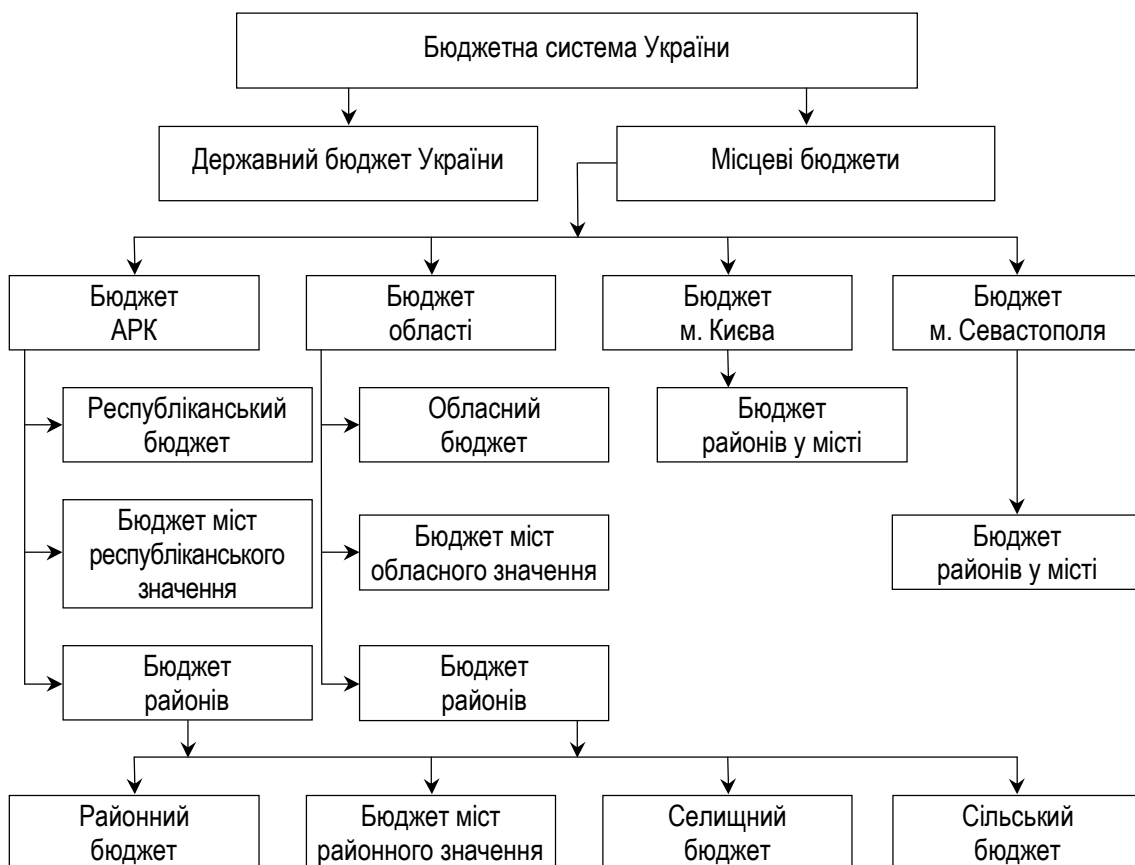 Бюджетна система України
Державний бюджет України
Місцеві бюджети
Бюджет
АРК
Бюджет
області
Бюджет
м. Києва
Бюджет
м. Севастополя
Республіканський
бюджет
Обласний
бюджет
Бюджет
районів у місті
Бюджет міст
республіканського
значення
Бюджет міст
обласного значення
Бюджет
районів у місті
Бюджет
районів
Бюджет
районів
Районний
бюджет
Бюджет міст
районного значення
Селищний
бюджет
Сільський
бюджет